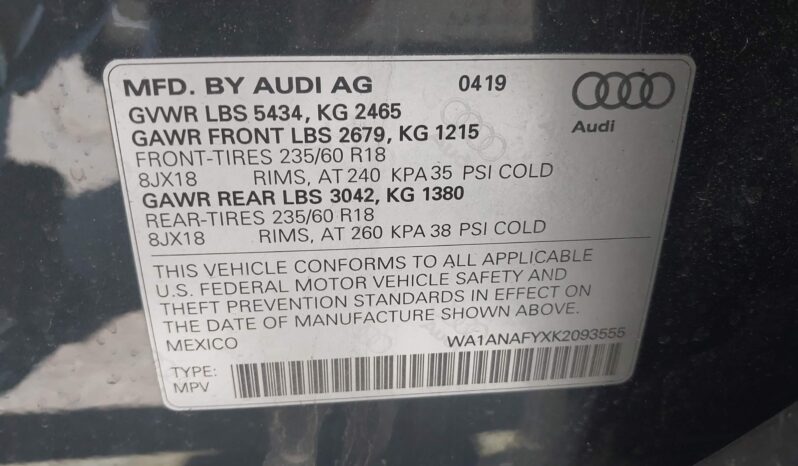 MFD. BY AUDI AG 0419
Audi
GVWR LBS 5434, KG 2465
GAWR FRONT LBS 2679, KG 1215
FRONT-TIRES 235/60 R18
8JX18 RIMS, AT 240 KPA 35 PSI COLD
GAWR REAR LBS 3042, KG 1380
REAR-TIRES 235/60 R18
8JX18 RIMS, AT 260 KPA 38 PSI COLD
THIS VEHICLE CONFORMS TO ALL APPLICABLE
U.S. FEDERAL MOTOR VEHICLE SAFETY AND
THEFT PREVENTION STANDARDS IN EFFECT ON
THE DATE OF MANUFACTURE SHOWN ABOVE.
MEXICO WA1ANAFYXK2093555
TYPE:
MPV